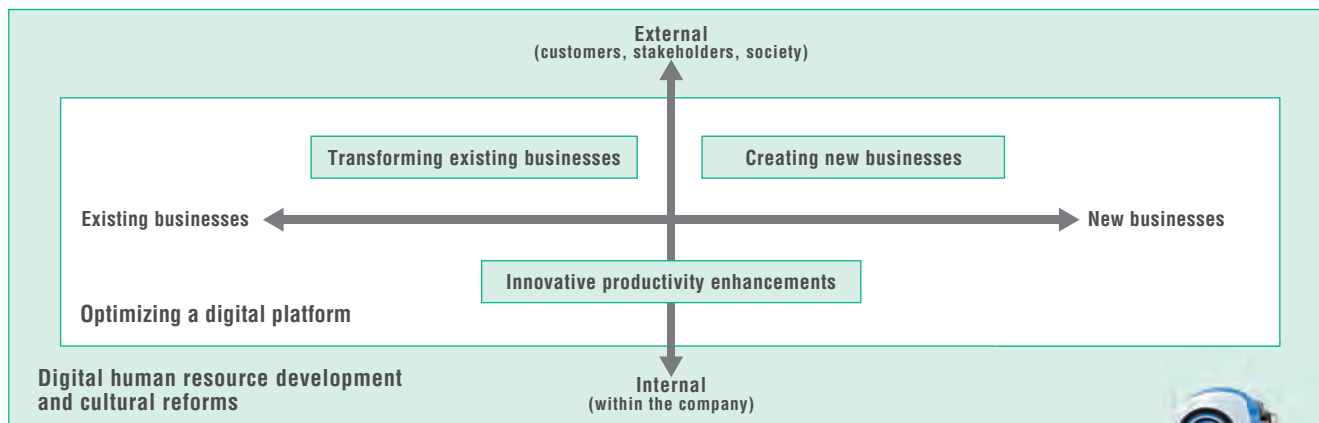 External
(customers, stakeholders, society)
Transforming existing businesses
Creating new businesses
Existing businesses
New businesses
Innovative productivity enhancements
Optimizing a digital platform
Digital human resource development
and cultural reforms
Internal
(within the company)